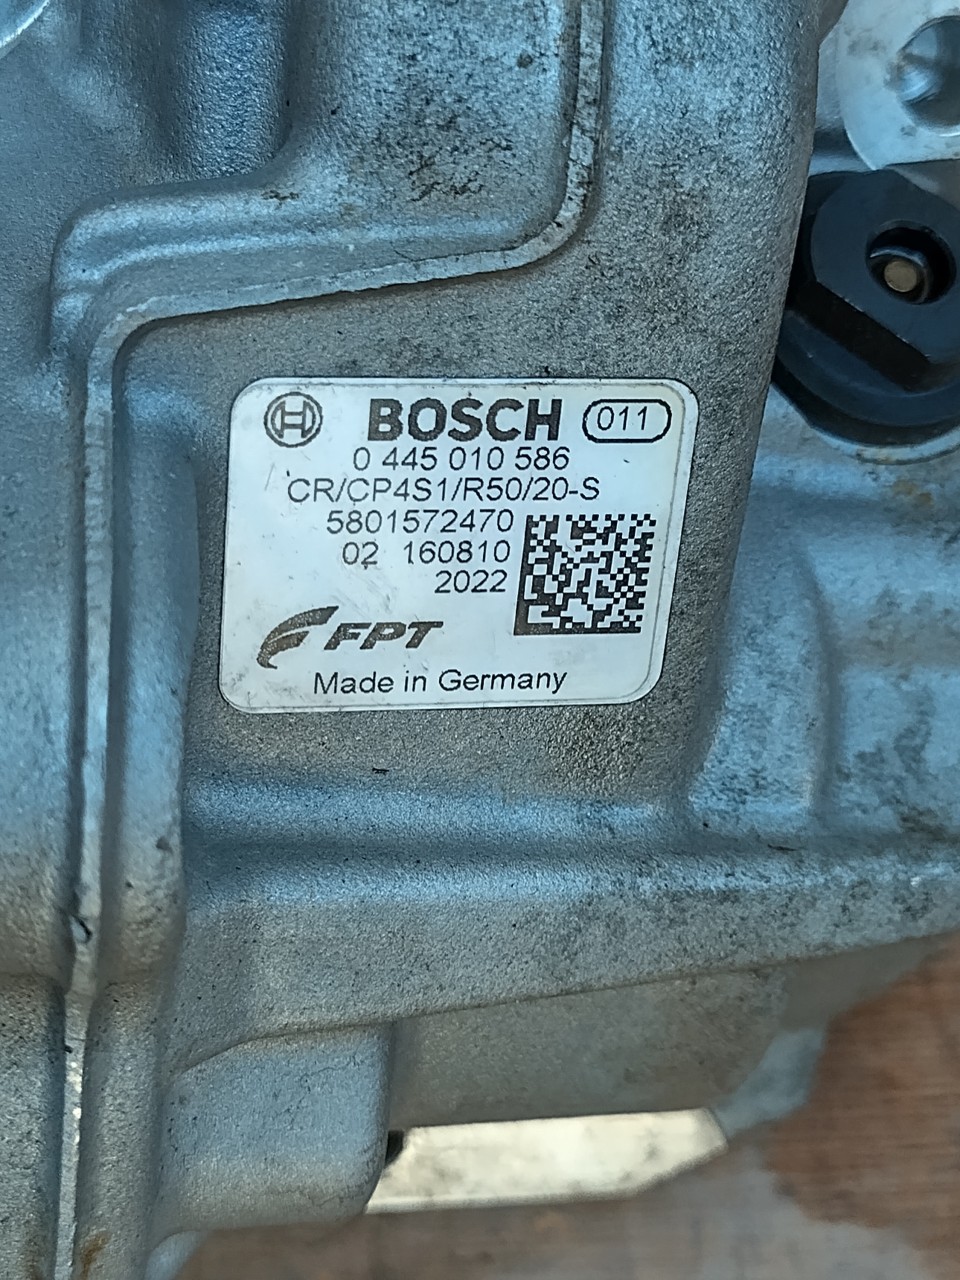 BOSCH 011
0 445 010 586
CR/CP4S1/R50/20-S
5801572470
02 160810
2022
FPT
Made in Germany